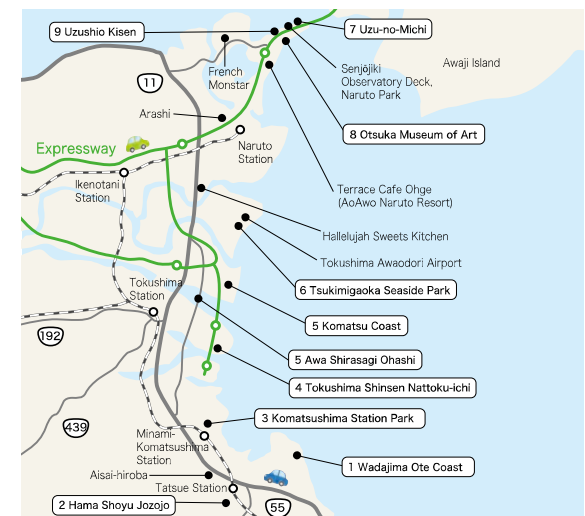 9 Uzushio Kisen
7 Uzu-no-Michi
French
Monstar
Senjōjiki
Observatory Deck,
Naruto Park
Awaji Island
11
Arashi
8 Otsuka Museum of Art
Expressway
Naruto
Station
Ikenotani
Station
Terrace Cafe Ohge
(AoAwo Naruto Resort)
Hallelujah Sweets Kitchen
Tokushima Awaodori Airport
6 Tsukimigaoka Seaside Park
Tokushima
Station
5 Komatsu Coast
192
5 Awa Shirasagi Ohashi
4 Tokushima Shinsen Nattoku-ichi
3 Komatsushima Station Park
439
Minami-
Komatsushima
Station
1 Wadajima Ote Coast
Aisai-hiroba
Tatsue Station
2 Hama Shoyu Jozojo
55